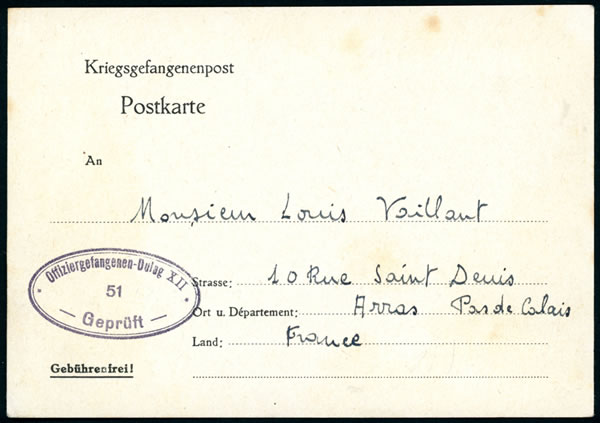 Kriegsgefangenenpost
Postkarte
An
Monsieur Louis Vaillant
Offiziergefangenen-Dulag XII
51
— Geprüft —
Strasse: 10 Rue Saint Denis
Ort u. Département: Arras Pas de Calais
Land: France
Gebührenfrei!